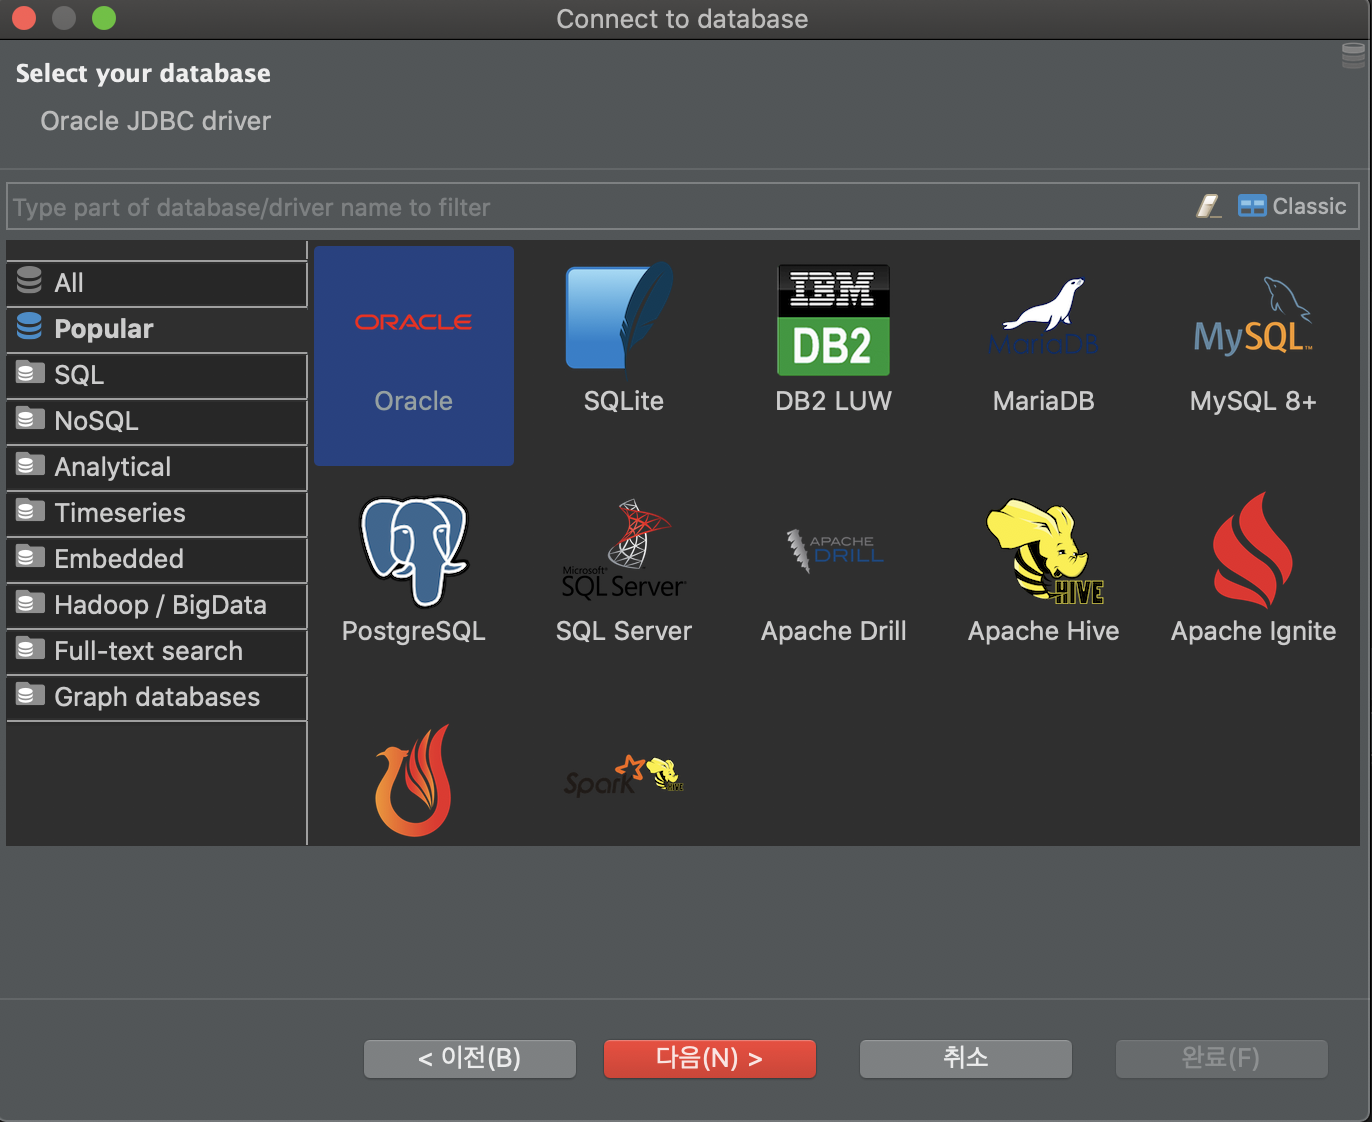 Connect to database
Select your database
Oracle JDBC driver
Type part of database/driver name to filter
Classic
All
Popular
SQL
NoSQL
Analytical
Timeseries
Embedded
Hadoop / BigData
Full-text search
Graph databases
ORACLE
Oracle
SQLite
IBM
DB2
DB2 LUW
MariaDB
MariaDB
MySQL™
MySQL 8+
PostgreSQL
Microsoft®
SQL Server
SQL Server
APACHE
DRILL
Apache Drill
HIVE
Apache Hive
Apache Ignite
Spark
HIVE
< 이전(B)
다음(N) >
취소
완료(F)